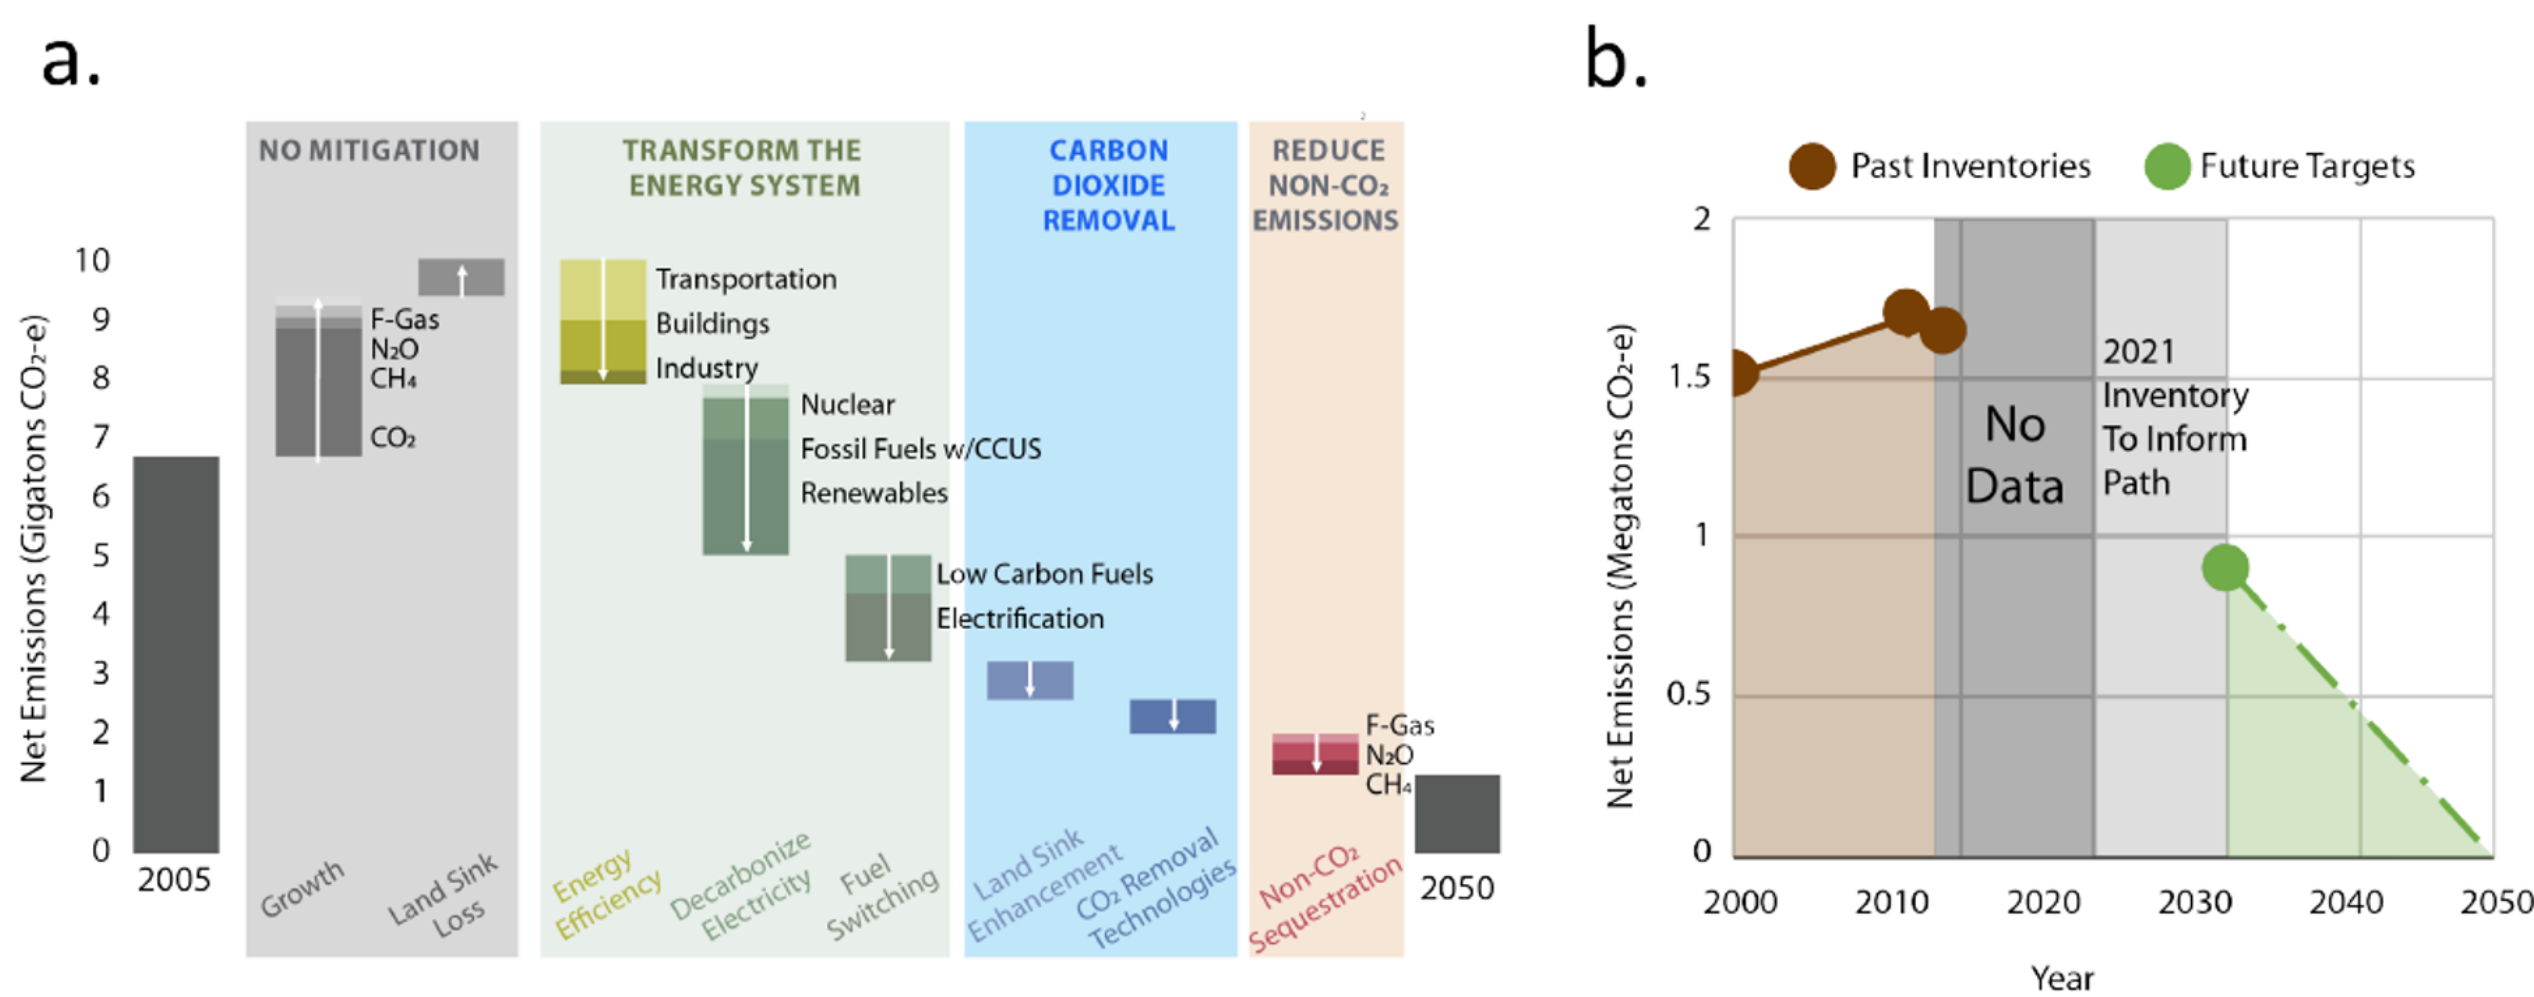 a.
NO MITIGATION
TRANSFORM THE
ENERGY SYSTEM
CARBON
DIOXIDE
REMOVAL
2
REDUCE
NON-CO₂
EMISSIONS
Net Emissions (Gigatons CO₂-e)
10
9
8
7
6
5
4
3
2
1
0
2005
F-Gas
N₂O
CH₄
CO₂
Transportation
Buildings
Industry
Nuclear
Fossil Fuels w/CCUS
Renewables
Low Carbon Fuels
Electrification
F-Gas
N₂O
CH₄
2050
Growth
Land Sink
Loss
Energy
Efficiency
Decarbonize
Electricity
Fuel
Switching
Land Sink
Enhancement
CO₂ Removal
Technologies
Non-CO₂
Sequestration
b.
Past Inventories
Future Targets
Net Emissions (Megatons CO₂-e)
2
1.5
1
0.5
0
No
Data
2021
Inventory
To Inform
Path
2000 2010 2020 2030 2040 2050
Year